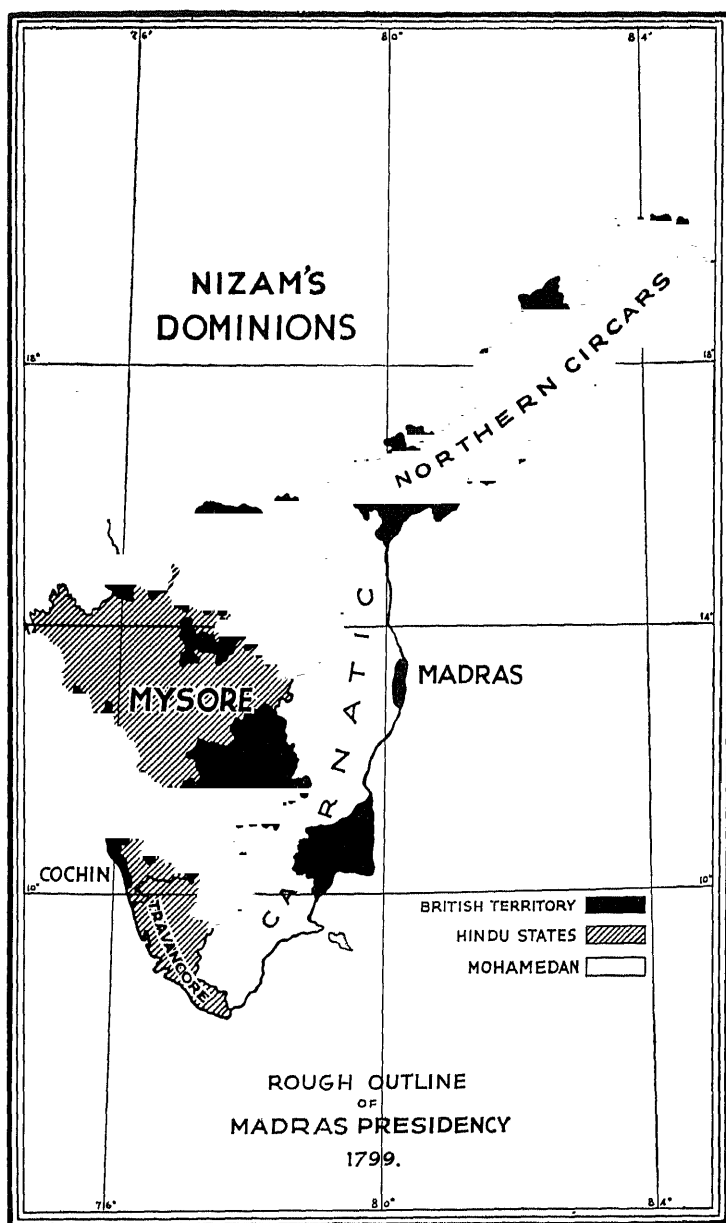 76°
80°
84°
NIZAM'S
DOMINIONS
NORTHERN CIRCARS
18°
18°
14°
14°
CARNATIC
MADRAS
MYSORE
COCHIN
TRAVANCORE
10°
10°
BRITISH TERRITORY
HINDU STATES
MOHAMEDAN
ROUGH OUTLINE
OF
MADRAS PRESIDENCY
1799.
76°
80°
84°